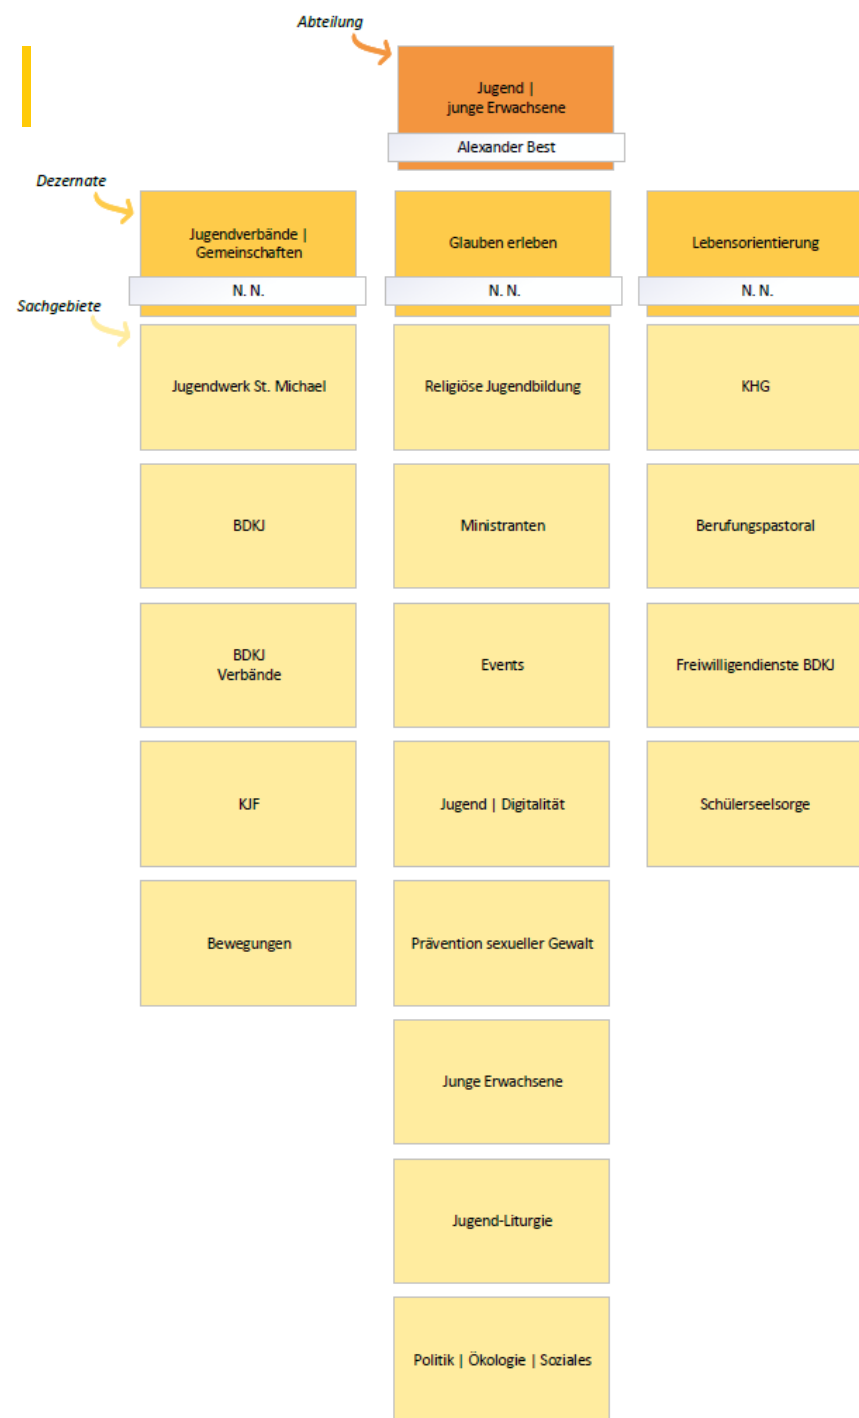 Abteilung
Jugend |
junge Erwachsene
Alexander Best
Dezernate
Jugendverbände |
Gemeinschaften
N. N.
Glauben erleben
N. N.
Lebensorientierung
N. N.
Sachgebiete
Jugendwerk St. Michael
Religiöse Jugendbildung
KHG
BDKJ
Ministranten
Berufungspastoral
BDKJ
Verbände
Events
Freiwilligendienste BDKJ
KJF
Jugend | Digitalität
Schülerseelsorge
Bewegungen
Prävention sexueller Gewalt
Junge Erwachsene
Jugend-Liturgie
Politik | Ökologie | Soziales